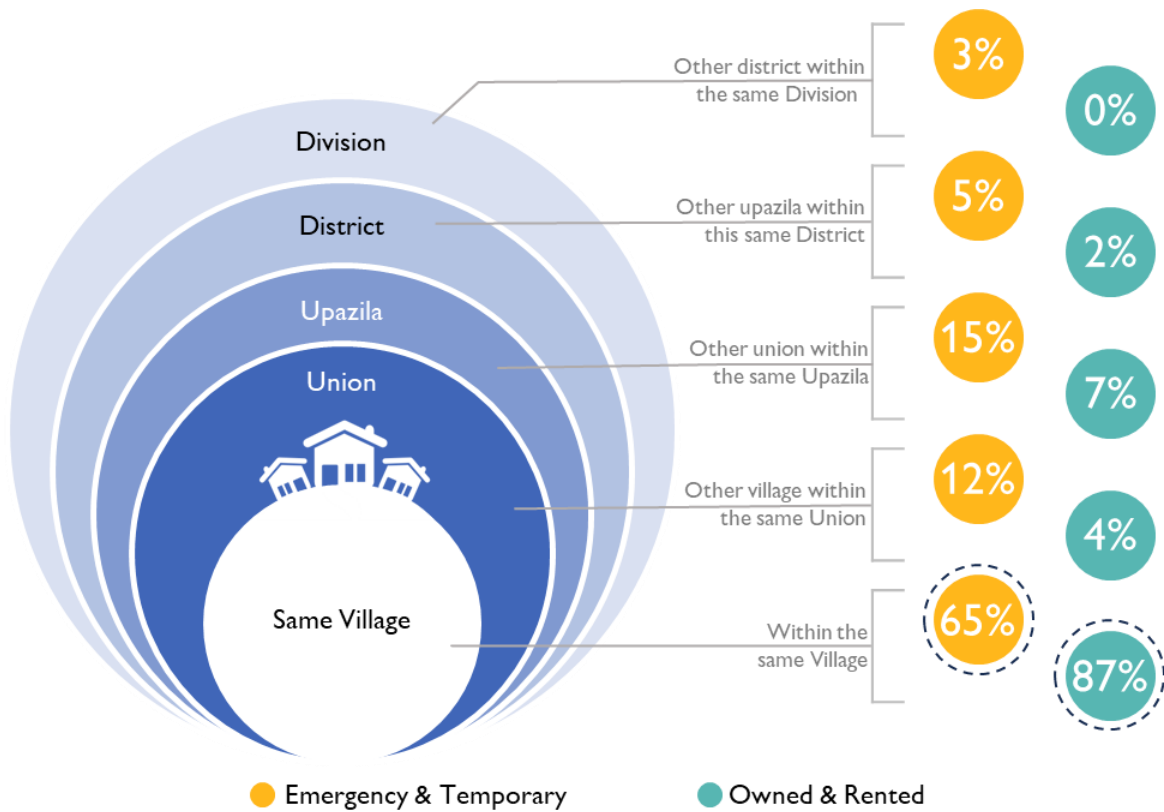 3%
Other district within
the same Division
0%
Division
5%
Other upazila within
this same District
District
2%
Upazila
15%
Other union within
the same Upazila
Union
7%
12%
Other village within
the same Union
4%
Same Village
65%
Within the
same Village
87%
Emergency & Temporary
Owned & Rented